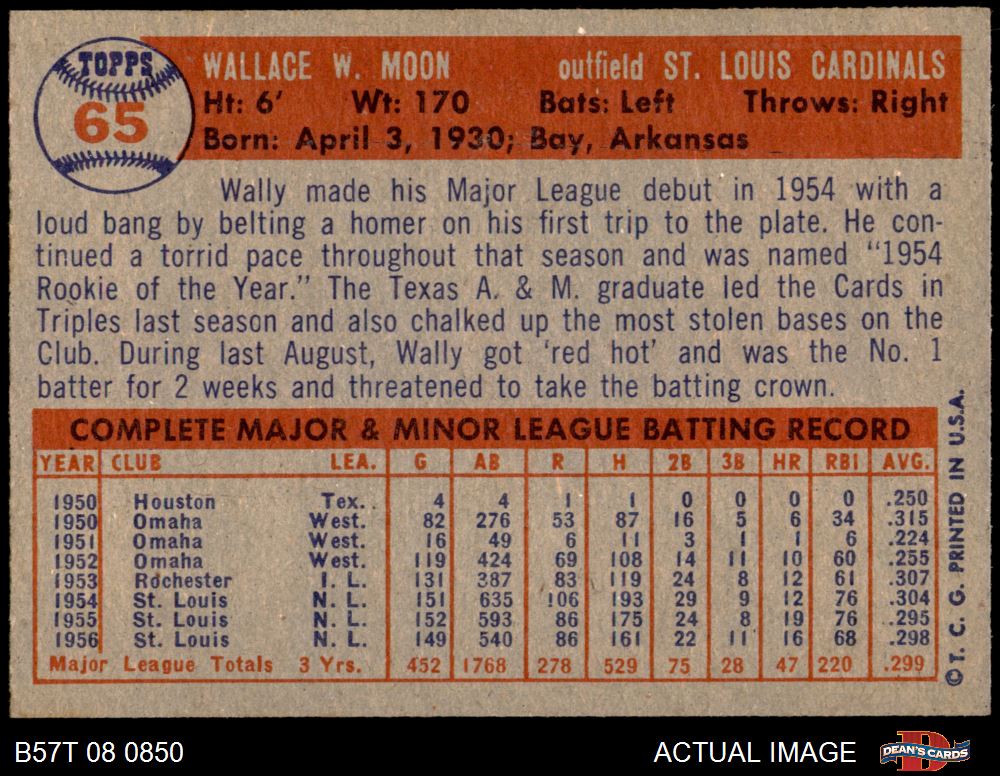 TOPPS
65
WALLACE W. MOON outfield ST. LOUIS CARDINALS
Ht: 6' Wt: 170 Bats: Left Throws: Right
Born: April 3, 1930; Bay, Arkansas
Wally made his Major League debut in 1954 with a
loud bang by belting a homer on his first trip to the plate. He con-
tinued a torrid pace throughout that season and was named "1954
Rookie of the Year." The Texas A. & M. graduate led the Cards in
Triples last season and also chalked up the most stolen bases on the
Club. During last August, Wally got 'red hot' and was the No. 1
batter for 2 weeks and threatened to take the batting crown.
COMPLETE MAJOR & MINOR LEAGUE BATTING RECORD
YEAR CLUB LEA. G AB R H 2B 3B HR RBI AVG.
1950 Houston Tex. 4 4 1 1 0 0 0 0 .250
1950 Omaha West. 82 276 53 87 16 5 6 34 .315
1951 Omaha West. 16 49 6 11 3 1 1 6 .224
1952 Omaha West. 119 424 69 108 14 11 10 60 .255
1953 Rochester I. L. 131 387 83 119 24 8 12 61 .307
1954 St. Louis N. L. 151 635 106 193 29 9 12 76 .304
1955 St. Louis N. L. 152 593 86 175 24 8 19 76 .295
1956 St. Louis N. L. 149 540 86 161 22 11 16 68 .298
Major League Totals 3 Yrs. 452 1768 278 529 75 28 47 220 .299
© T. C. G. PRINTED IN U.S.A.
B57T 08 0850
ACTUAL IMAGE
D
DEAN'S CARDS